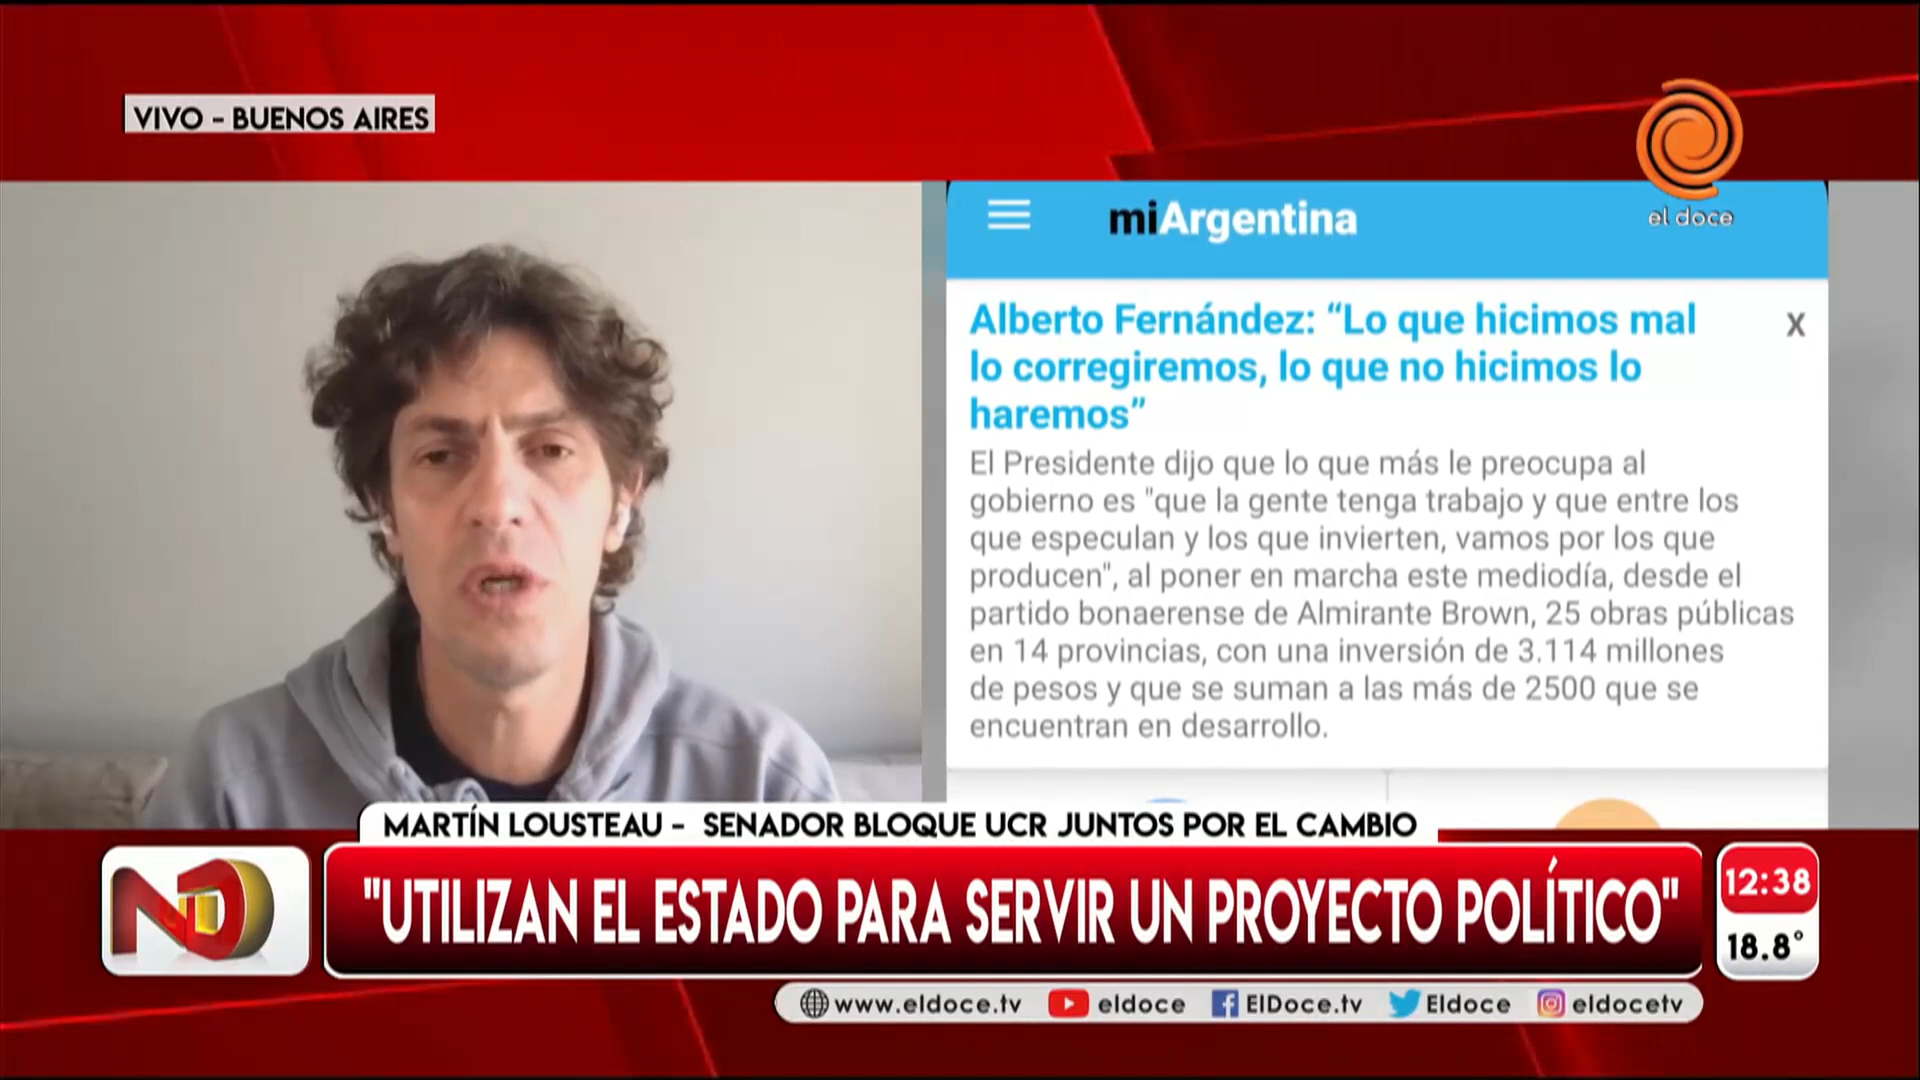 VIVO - BUENOS AIRES
el doce
miArgentina
Alberto Fernández: “Lo que hicimos mal
lo corregiremos, lo que no hicimos lo
haremos”
X
El Presidente dijo que lo que más le preocupa al
gobierno es "que la gente tenga trabajo y que entre los
que especulan y los que invierten, vamos por los que
producen", al poner en marcha este mediodía, desde el
partido bonaerense de Almirante Brown, 25 obras públicas
en 14 provincias, con una inversión de 3.114 millones
de pesos y que se suman a las más de 2500 que se
encuentran en desarrollo.
MARTÍN LOUSTEAU - SENADOR BLOQUE UCR JUNTOS POR EL CAMBIO
ND
"UTILIZAN EL ESTADO PARA SERVIR UN PROYECTO POLÍTICO"
12:38
18.8°
www.eldoce.tv eldoce ElDoce.tv Eldoce eldocetv